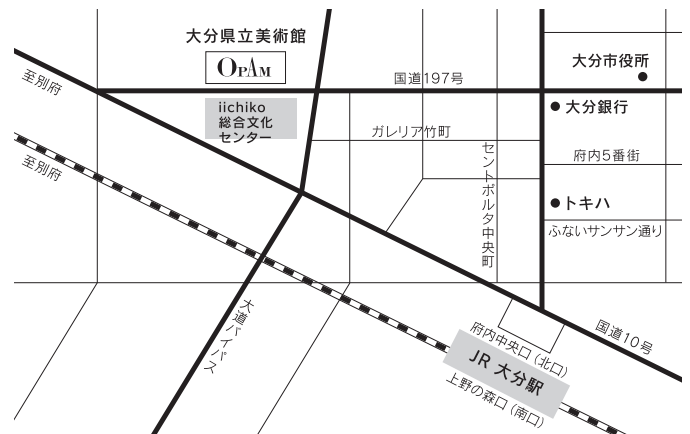 大分県立美術館
OPAM
大分市役所
至別府
国道197号
iichiko
総合文化
センター
大分銀行
ガレリア竹町
セントポルタ中央町
府内5番街
至別府
トキハ
ふないサンサン通り
大道バイパス
府内中央口(北口)
国道10号
JR 大分駅
上野の森口(南口)